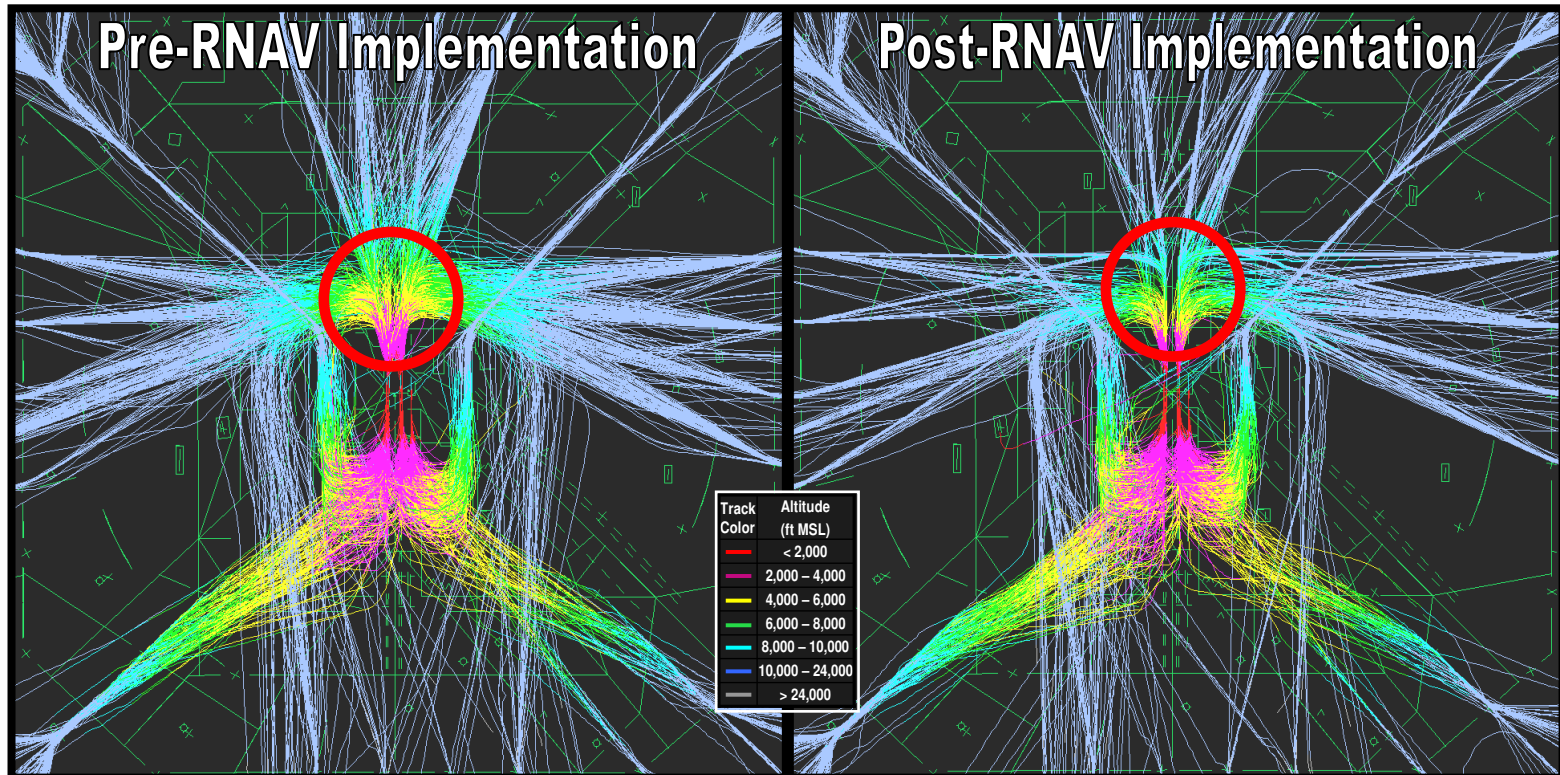 Pre-RNAV Implementation
Post-RNAV Implementation
Track Color Altitude (ft MSL)
< 2,000
2,000 – 4,000
4,000 – 6,000
6,000 – 8,000
8,000 – 10,000
10,000 – 24,000
> 24,000